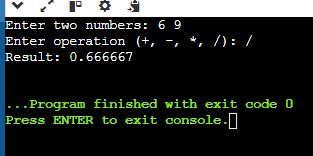 Enter two numbers: 6 9
Enter operation (+, -, *, /): /
Result: 0.666667
...Program finished with exit code 0
Press ENTER to exit console.